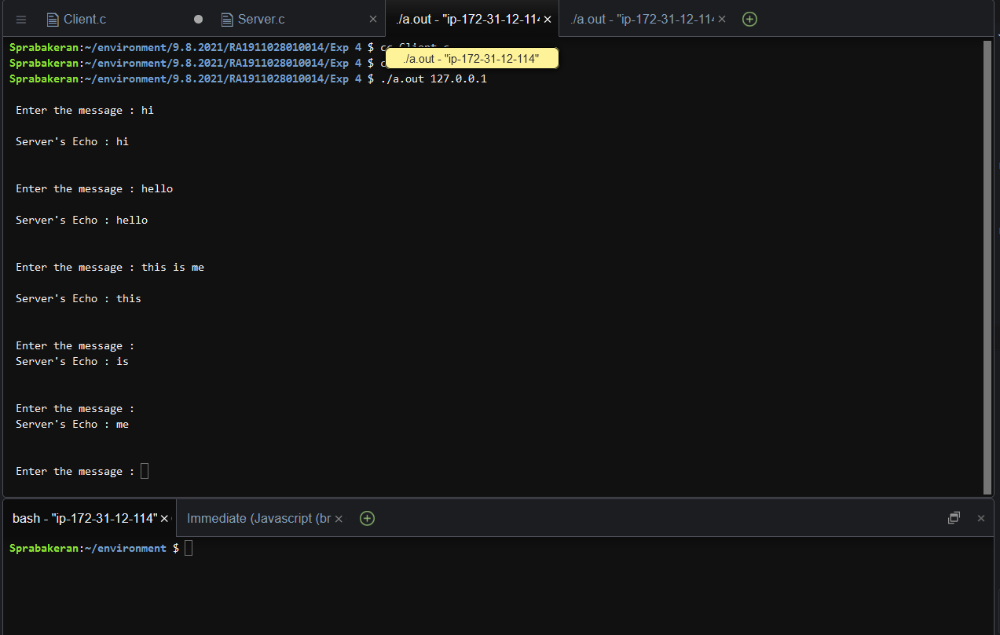 Client.c Server.c ./a.out - "ip-172-31-12-114 ./a.out - "ip-172-31-12-114
Sprabakeran:~/environment/9.8.2021/RA1911028010014/Exp 4 $ cc Client.c
./a.out - "ip-172-31-12-114"
Sprabakeran:~/environment/9.8.2021/RA1911028010014/Exp 4 $ c
Sprabakeran:~/environment/9.8.2021/RA1911028010014/Exp 4 $ ./a.out 127.0.0.1
Enter the message : hi
Server's Echo : hi
Enter the message : hello
Server's Echo : hello
Enter the message : this is me
Server's Echo : this
Enter the message :
Server's Echo : is
Enter the message :
Server's Echo : me
Enter the message :
bash - "ip-172-31-12-114" Immediate (Javascript (br
Sprabakeran:~/environment $